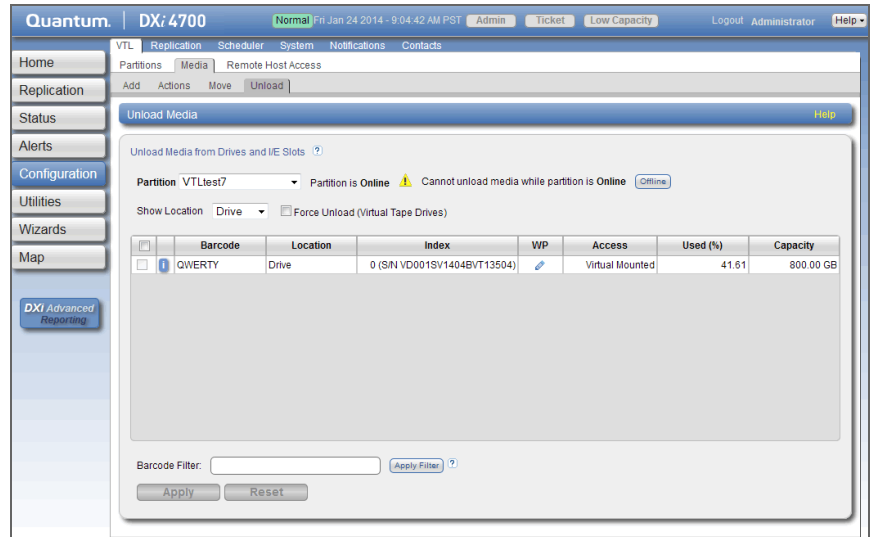 Quantum. DXi 4700 Normal Fri Jan 24 2014 - 9:04:42 AM PST Admin Ticket Low Capacity Logout Administrator Help
VTL Replication Scheduler System Notifications Contacts
Home Partitions Media Remote Host Access
Replication Add Actions Move Unload
Status Unload Media Help
Alerts Unload Media from Drives and I/E Slots ?
Configuration Partition VTLtest7 Partition is Online Cannot unload media while partition is Online Offline
Utilities Show Location Drive Force Unload (Virtual Tape Drives)
Wizards
Map Barcode Location Index WP Access Used (%) Capacity
i QWERTY Drive 0 (S/N VD001SV1404BVT13504) Virtual Mounted 41.61 800.00 GB
DXi Advanced
Reporting
Barcode Filter: Apply Filter ?
Apply Reset